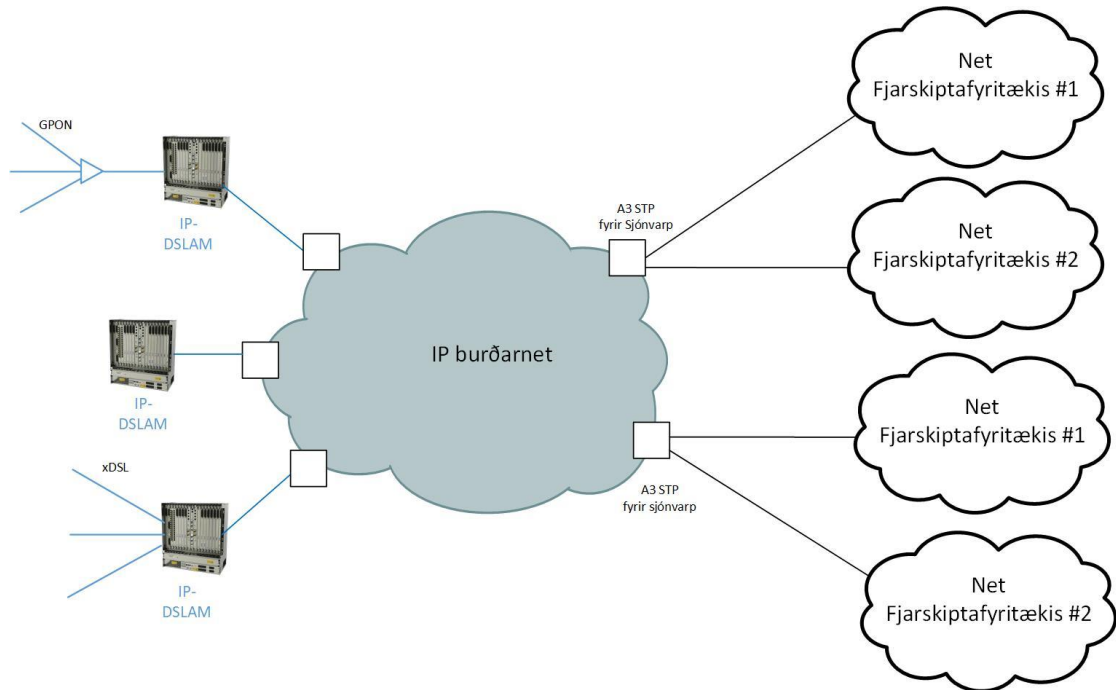 Net
Fjarskiptafyritækis #1
GPON
IP-
DSLAM
A3 STP
fyrir Sjónvarp
Net
Fjarskiptafyritækis #2
IP burðarnet
IP-
DSLAM
Net
Fjarskiptafyritækis #1
xDSL
A3 STP
fyrir sjónvarp
IP-
DSLAM
Net
Fjarskiptafyritækis #2